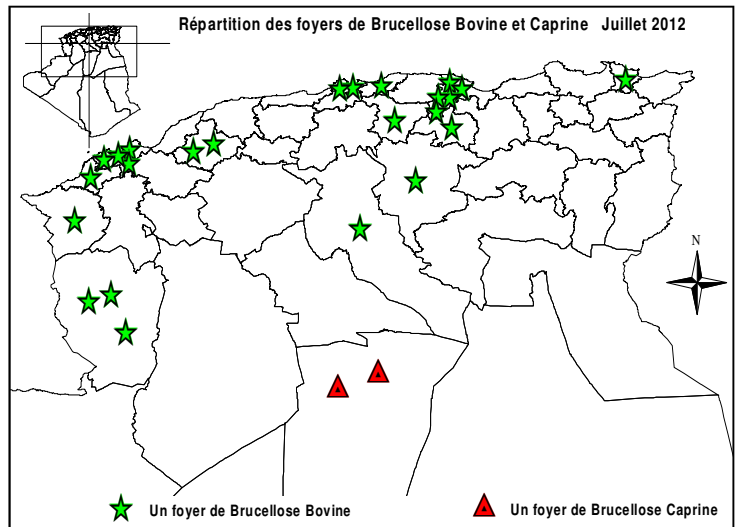 Répartition des foyers de Brucellose Bovine et Caprine Juillet 2012
N
Un foyer de Brucellose Bovine
Un foyer de Brucellose Caprine